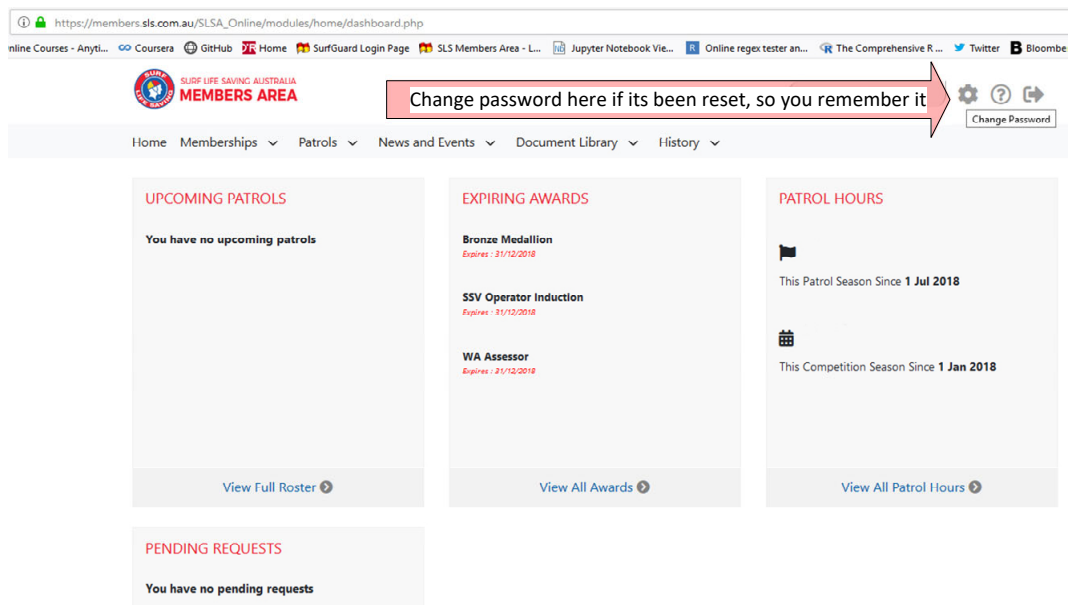 https://members.sls.com.au/SLSA_Online/modules/home/dashboard.php
nline Courses - Anyti... Coursera GitHub Home SurfGuard Login Page SLS Members Area - L... Jupyter Notebook Vie... Online regex tester an... The Comprehensive R ... Twitter Bloombe
SURF LIFE SAVING
SURF LIFE SAVING AUSTRALIA
MEMBERS AREA
Change password here if its been reset, so you remember it
Change Password
Home Memberships Patrols News and Events Document Library History
UPCOMING PATROLS
You have no upcoming patrols
View Full Roster
EXPIRING AWARDS
Bronze Medallion
Expires : 31/12/2018
SSV Operator Induction
Expires : 31/12/2018
WA Assessor
Expires : 31/12/2018
View All Awards
PATROL HOURS
This Patrol Season Since 1 Jul 2018
This Competition Season Since 1 Jan 2018
View All Patrol Hours
PENDING REQUESTS
You have no pending requests